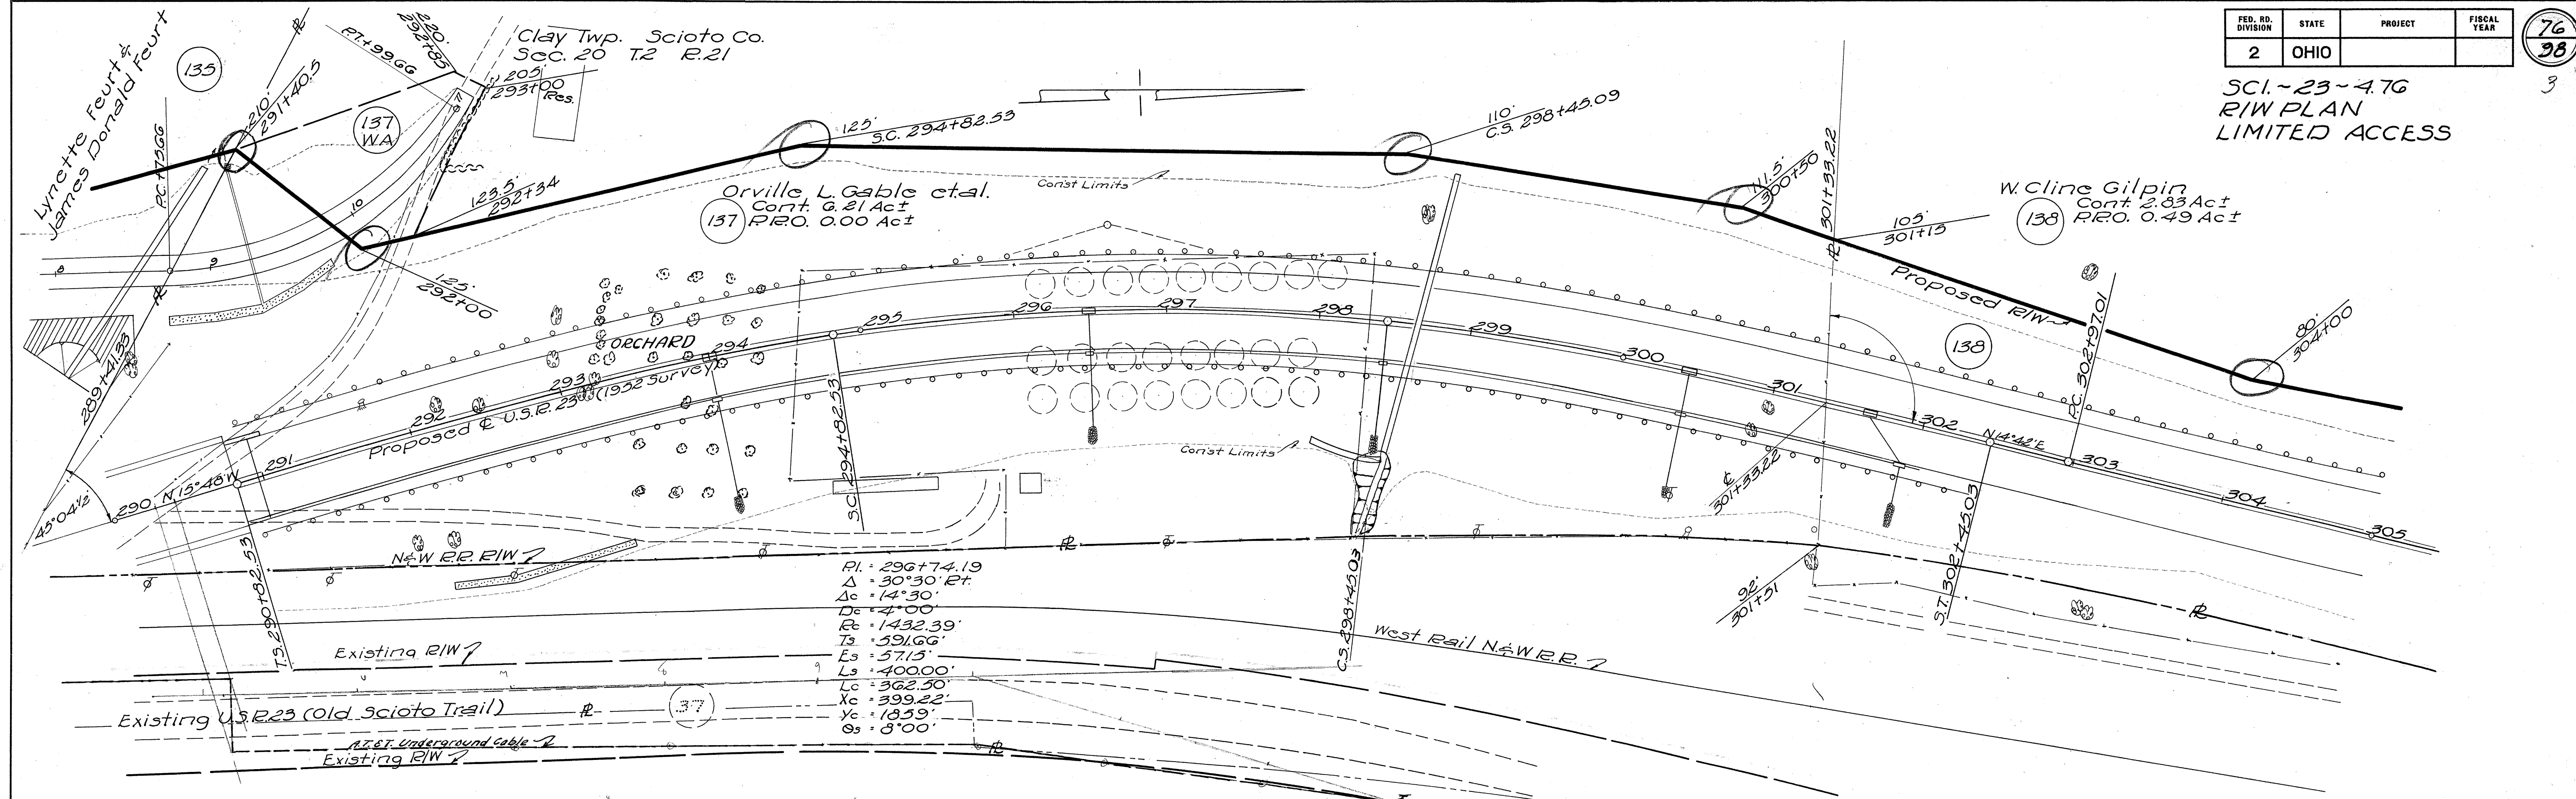 FED. RD. DIVISION
STATE
PROJECT
FISCAL YEAR
2
OHIO
76
98
3
SCI.~23~4.76
R/W PLAN
LIMITED ACCESS
Clay Twp. Scioto Co.
Sec. 20 T.2 R.21
Lynette Feurt &
James Donald Feurt
135
P.C.+75.66
210'
291+40.5
P.T.+99.66
220'
292+85
205'
293+00
Res.
137
WA
123.5'
292+34
125'
292+00
125'
S.C. 294+82.53
110'
C.S. 298+45.09
111.5'
300+50
105'
301+15
℞ 301+33.22
Orville L. Gable et.al.
Cont. 6.21 Ac±
137 P.R.O. 0.00 Ac±
Const Limits
W. Cline Gilpin
Cont 2.83 Ac±
138 P.R.O. 0.49 Ac±
Proposed R/W
P.C. 302+97.01
80'
304+00
138
8
9
10
11
289+41.33
45°04½'
ORCHARD
290
N 15°48'W
291
292
293
294
295
296
297
298
299
300
301
302
N 14°42'E
303
304
305
Proposed ℄ U.S.R. 23 (1952 Survey)
S.C. 294+82.53
Const Limits
℄
301+33.22
S.T. 302+45.03
T.S. 290+82.53
N&W R.R. R/W
C.S. 298+45.03
92'
301+51
P.I. = 296+74.19
Δ = 30°30' Rt.
Δc = 14°30'
Dc = 4°00'
Rc = 1432.39'
Ts = 591.66'
Es = 57.15'
Ls = 400.00'
Lc = 362.50'
Xc = 399.22'
Yc = 18.59'
Θs = 8°00'
West Rail N&W R.R.
Existing R/W
Existing U.S.R.23 (Old Scioto Trail)
37
A.T.&T. Underground Cable
Existing R/W